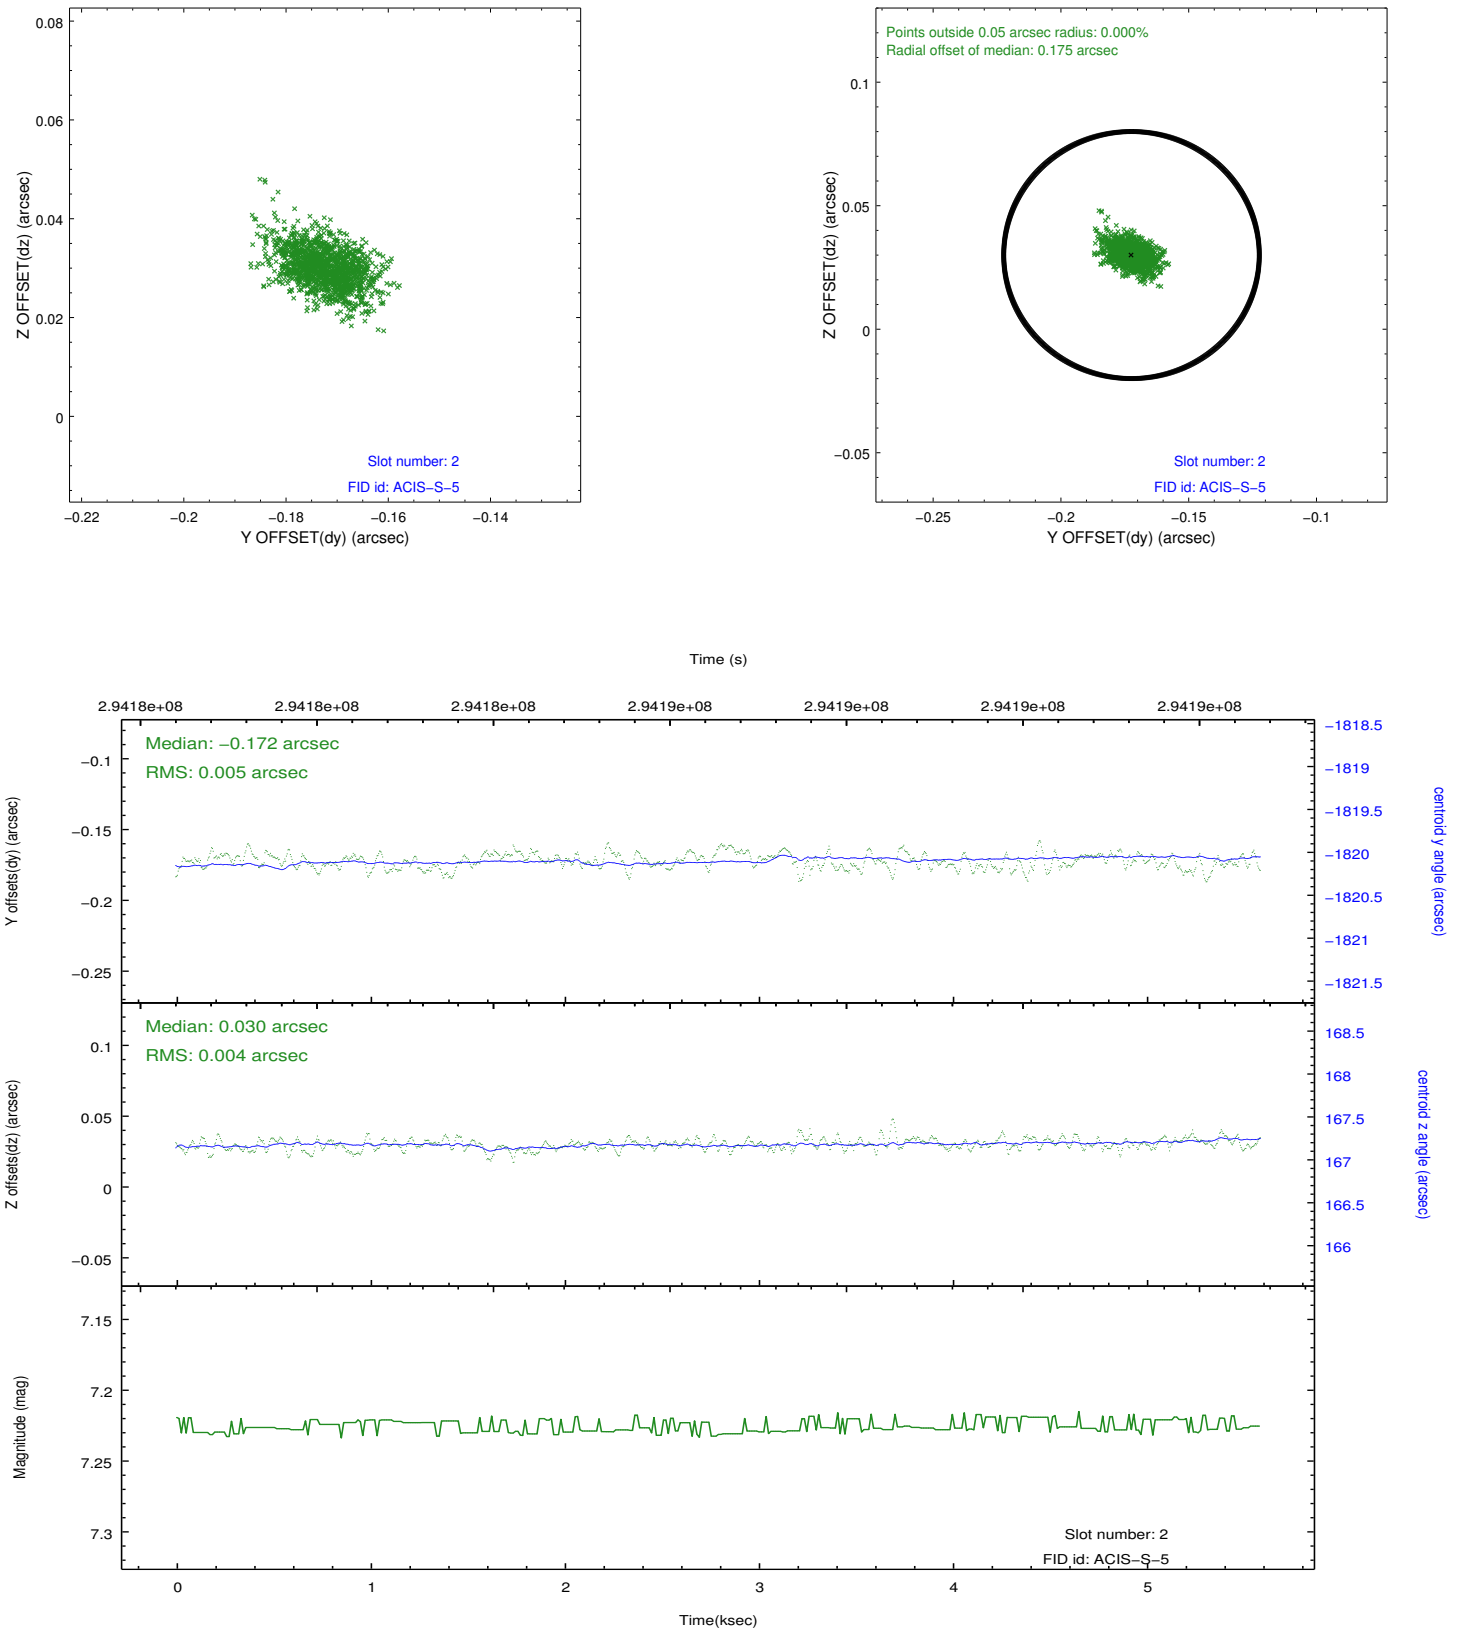 0.08
0.06
0.04
0.02
0
Z OFFSET(dz) (arcsec)
Slot number: 2
FID id: ACIS−S−5
−0.22 −0.2 −0.18 −0.16 −0.14
Y OFFSET(dy) (arcsec)
Points outside 0.05 arcsec radius: 0.000%
Radial offset of median: 0.175 arcsec
0.1
0.05
0
−0.05
Z OFFSET(dz) (arcsec)
Slot number: 2
FID id: ACIS−S−5
−0.25 −0.2 −0.15 −0.1
Y OFFSET(dy) (arcsec)
Time (s)
2.9418e+08 2.9418e+08 2.9418e+08 2.9419e+08 2.9419e+08 2.9419e+08 2.9419e+08
Median: −0.172 arcsec
RMS: 0.005 arcsec
−0.1
−0.15
−0.2
−0.25
Y offsets(dy) (arcsec)
−1818.5
−1819
−1819.5
−1820
−1820.5
−1821
−1821.5
centroid y angle (arcsec)
Median: 0.030 arcsec
RMS: 0.004 arcsec
0.1
0.05
0
−0.05
Z offsets(dz) (arcsec)
168.5
168
167.5
167
166.5
166
centroid z angle (arcsec)
7.15
7.2
7.25
7.3
Magnitude (mag)
Slot number: 2
FID id: ACIS−S−5
0 1 2 3 4 5
Time(ksec)